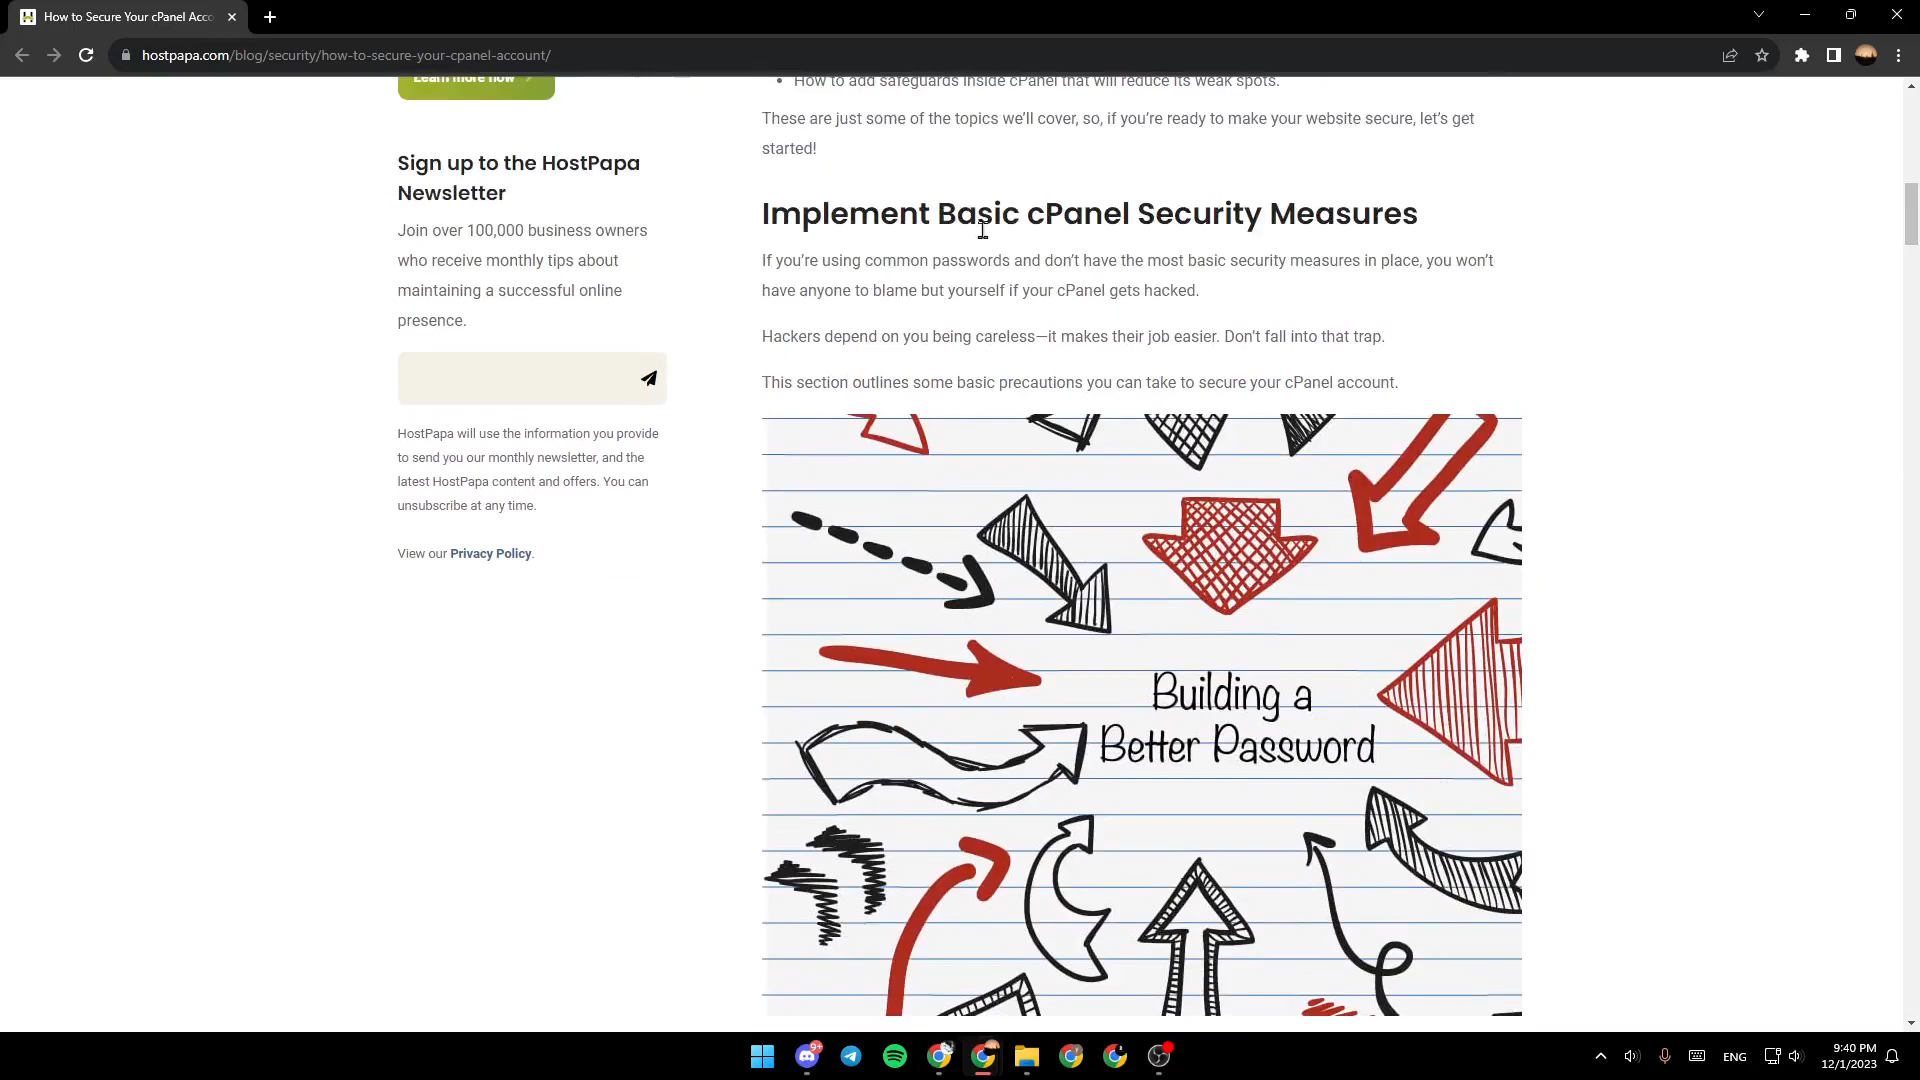 How to Secure Your cPanel Acco
hostpapa.com/blog/security/how-to-secure-your-cpanel-account/
Learn more now
Sign up to the HostPapa
Newsletter
Join over 100,000 business owners
who receive monthly tips about
maintaining a successful online
presence.
HostPapa will use the information you provide
to send you our monthly newsletter, and the
latest HostPapa content and offers. You can
unsubscribe at any time.
View our Privacy Policy.
• How to add safeguards inside cPanel that will reduce its weak spots.
These are just some of the topics we’ll cover, so, if you’re ready to make your website secure, let’s get
started!
Implement Basic cPanel Security Measures
If you’re using common passwords and don’t have the most basic security measures in place, you won’t
have anyone to blame but yourself if your cPanel gets hacked.
Hackers depend on you being careless—it makes their job easier. Don’t fall into that trap.
This section outlines some basic precautions you can take to secure your cPanel account.
Building a
Better Password
9+
ENG
9:40 PM
12/1/2023